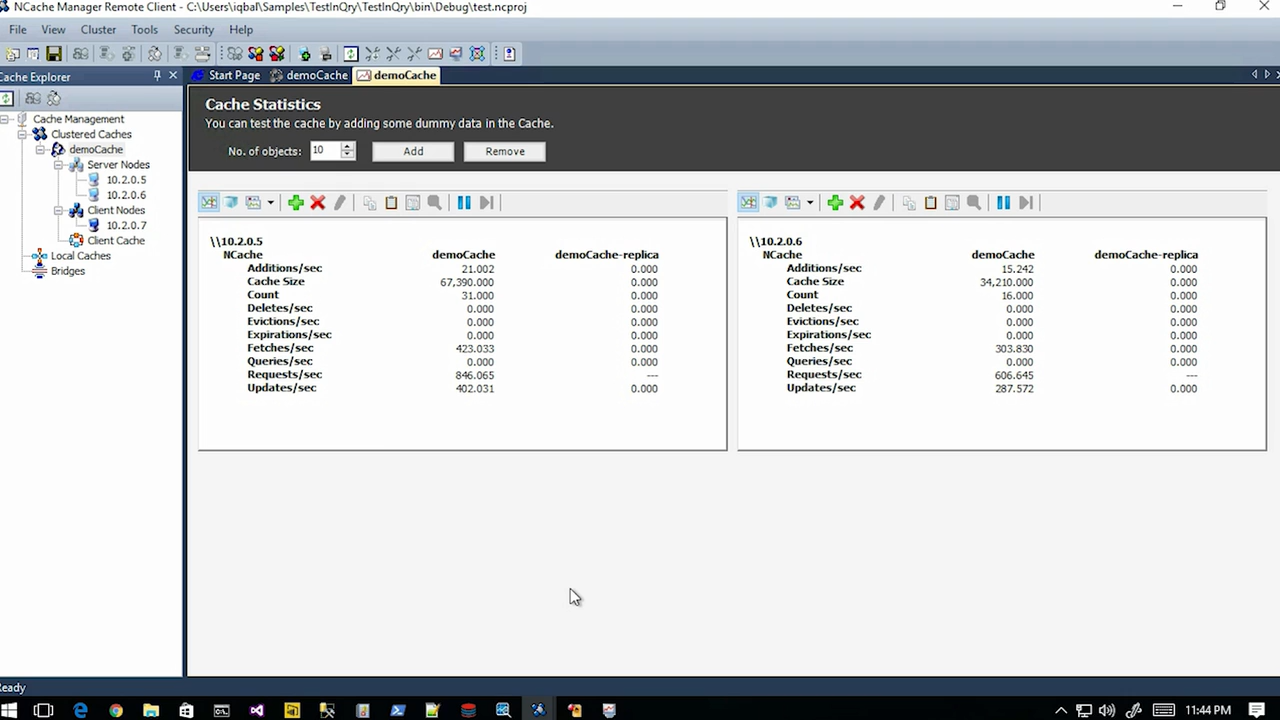 NCache Manager Remote Client - C:\Users\iqbal\Samples\TestInQry\TestInQry\bin\Debug\test.ncproj
File View Cluster Tools Security Help
Cache Explorer
Start Page demoCache demoCache
Cache Statistics
You can test the cache by adding some dummy data in the Cache.
No. of objects: 10 Add Remove
Cache Management
Clustered Caches
demoCache
Server Nodes
10.2.0.5
10.2.0.6
Client Nodes
10.2.0.7
Client Cache
Local Caches
Bridges
\\10.2.0.5
NCache demoCache demoCache-replica
Additions/sec 21.002 0.000
Cache Size 67,390.000 0.000
Count 31.000 0.000
Deletes/sec 0.000 0.000
Evictions/sec 0.000 0.000
Expirations/sec 0.000 0.000
Fetches/sec 423.033 0.000
Queries/sec 0.000 0.000
Requests/sec 846.065 ---
Updates/sec 402.031 0.000
\\10.2.0.6
NCache demoCache demoCache-replica
Additions/sec 15.242 0.000
Cache Size 34,210.000 0.000
Count 16.000 0.000
Deletes/sec 0.000 0.000
Evictions/sec 0.000 0.000
Expirations/sec 0.000 0.000
Fetches/sec 303.830 0.000
Queries/sec 0.000 0.000
Requests/sec 606.645 ---
Updates/sec 287.572 0.000
Ready
11:44 PM